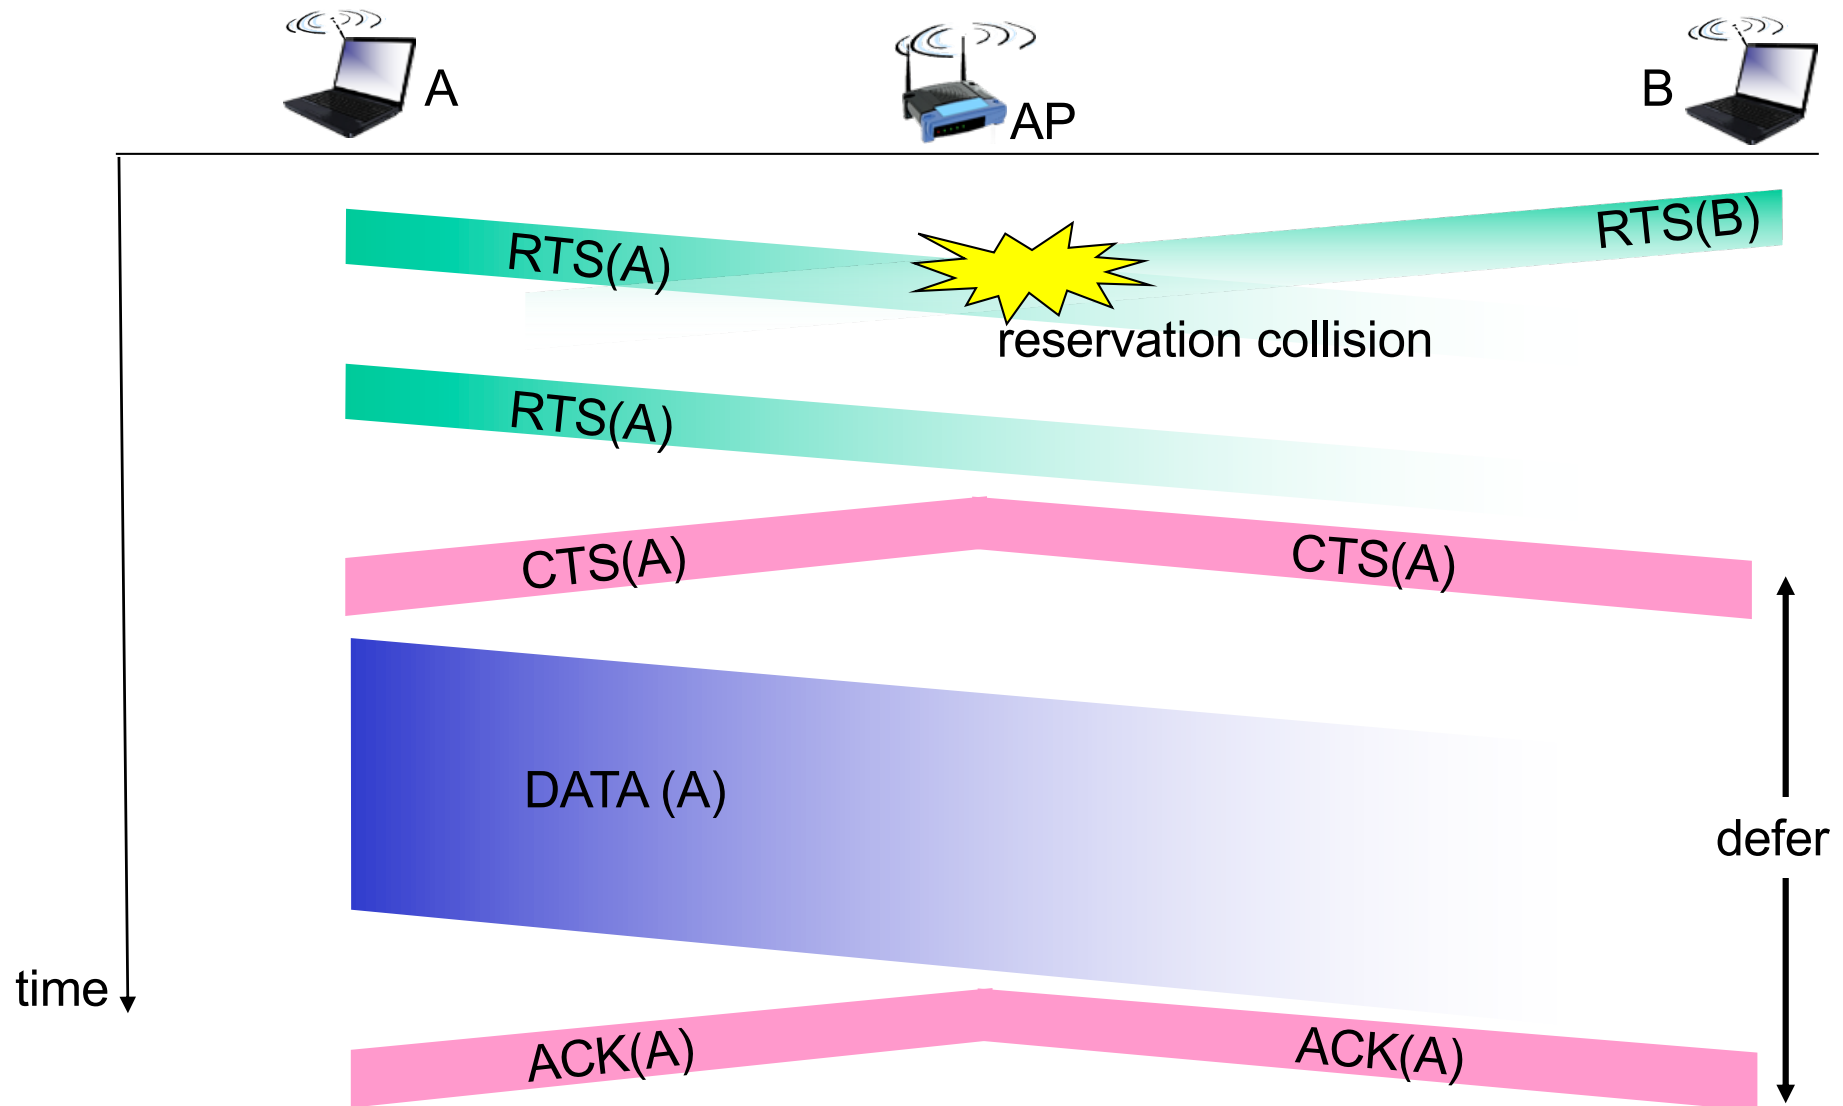 A
AP
B
RTS(A)
RTS(B)
reservation collision
RTS(A)
CTS(A)
CTS(A)
DATA (A)
defer
time
ACK(A)
ACK(A)